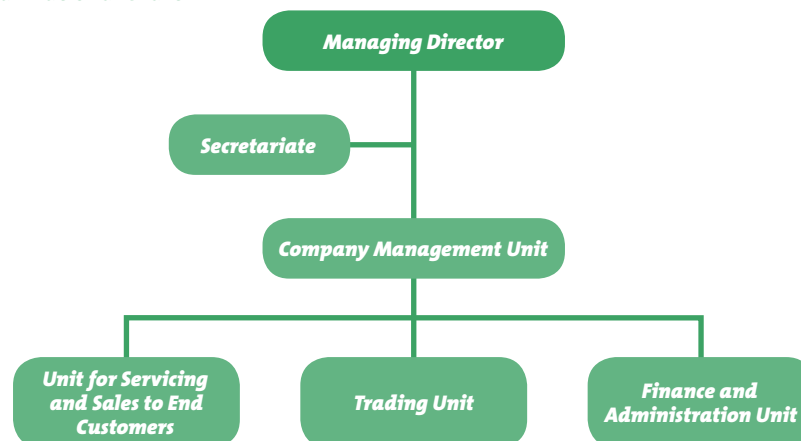 Managing Director
Secretariate
Company Management Unit
Unit for Servicing
and Sales to End
Customers
Trading Unit
Finance and
Administration Unit